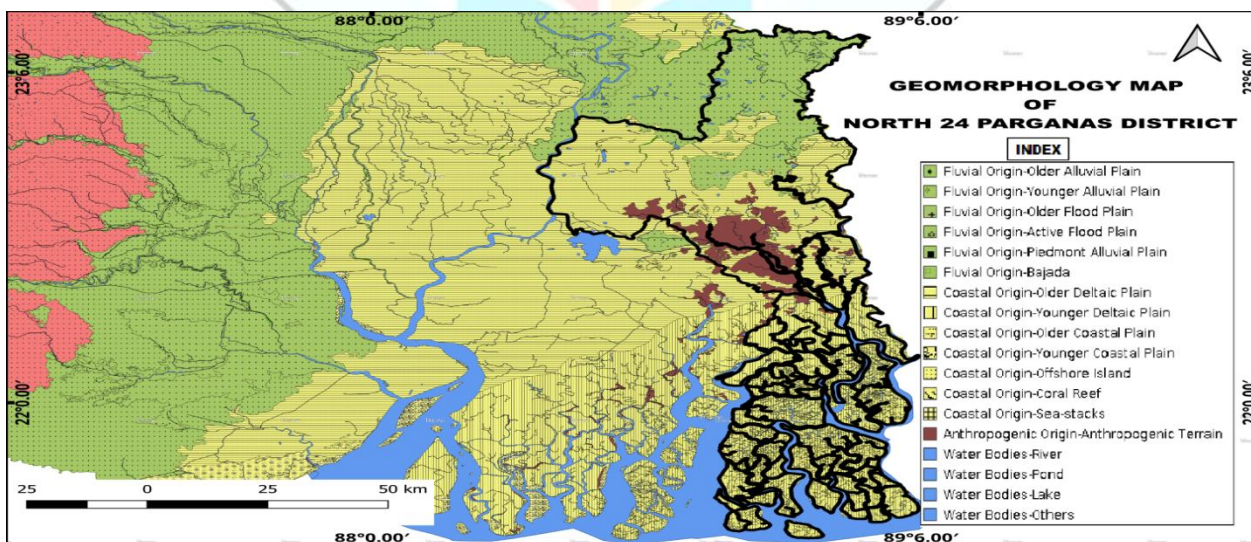 88°0.00′
89°6.00′
23°6.00′
23°6.00′
GEOMORPHOLOGY MAP
OF
NORTH 24 PARGANAS DISTRICT
INDEX
Fluvial Origin-Older Alluvial Plain
Fluvial Origin-Younger Alluvial Plain
Fluvial Origin-Older Flood Plain
Fluvial Origin-Active Flood Plain
Fluvial Origin-Piedmont Alluvial Plain
Fluvial Origin-Bajada
Coastal Origin-Older Deltaic Plain
Coastal Origin-Younger Deltaic Plain
Coastal Origin-Older Coastal Plain
Coastal Origin-Younger Coastal Plain
Coastal Origin-Offshore Island
Coastal Origin-Coral Reef
Coastal Origin-Sea-stacks
Anthropogenic Origin-Anthropogenic Terrain
Water Bodies-River
Water Bodies-Pond
Water Bodies-Lake
Water Bodies-Others
22°0.00′
22°0.00′
25 0 25 50 km
88°0.00′
89°6.00′